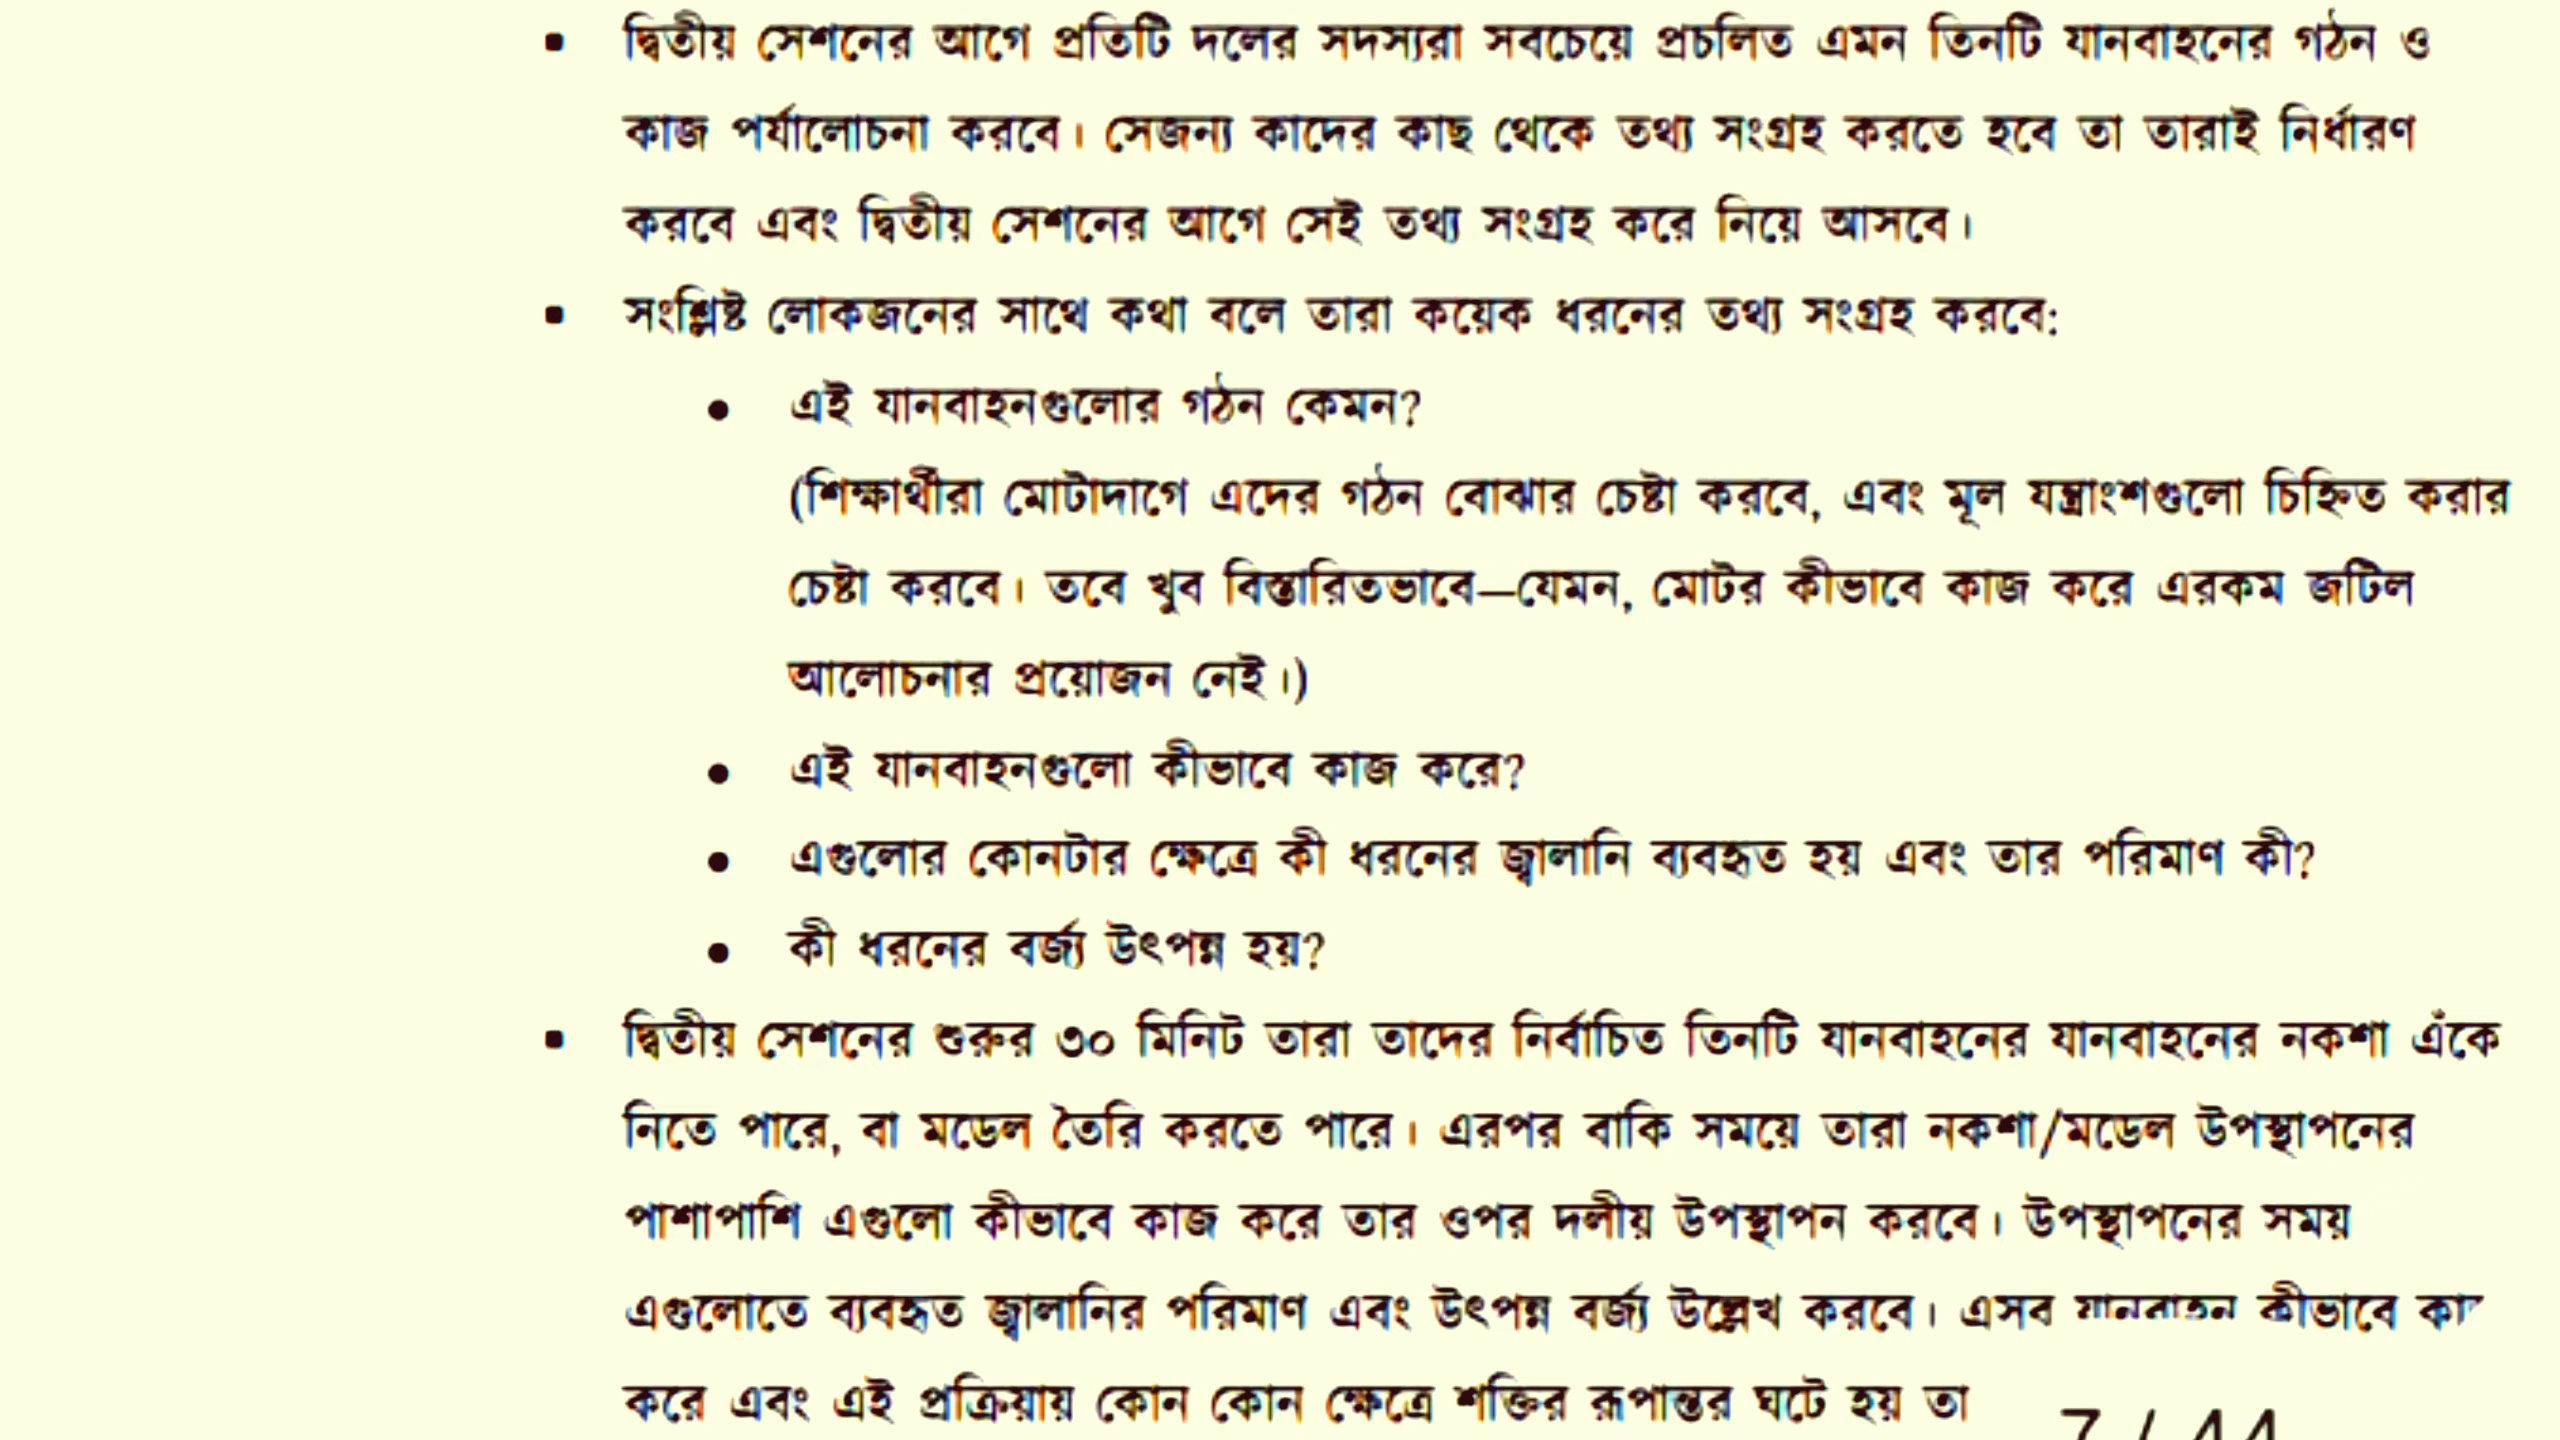 ▪ দ্বিতীয় সেশনের আগে প্রতিটি দলের সদস্যরা সবচেয়ে প্রচলিত এমন তিনটি যানবাহনের গঠন ও
কাজ পর্যালোচনা করবে। সেজন্য কাদের কাছ থেকে তথ্য সংগ্রহ করতে হবে তা তারাই নির্ধারণ
করবে এবং দ্বিতীয় সেশনের আগে সেই তথ্য সংগ্রহ করে নিয়ে আসবে।
▪ সংশ্লিষ্ট লোকজনের সাথে কথা বলে তারা কয়েক ধরনের তথ্য সংগ্রহ করবে:
● এই যানবাহনগুলোর গঠন কেমন?
(শিক্ষার্থীরা মোটাদাগে এদের গঠন বোঝার চেষ্টা করবে, এবং মূল যন্ত্রাংশগুলো চিহ্নিত করার
চেষ্টা করবে। তবে খুব বিস্তারিতভাবে—যেমন, মোটর কীভাবে কাজ করে এরকম জটিল
আলোচনার প্রয়োজন নেই।)
● এই যানবাহনগুলো কীভাবে কাজ করে?
● এগুলোর কোনটার ক্ষেত্রে কী ধরনের জ্বালানি ব্যবহৃত হয় এবং তার পরিমাণ কী?
● কী ধরনের বর্জ্য উৎপন্ন হয়?
▪ দ্বিতীয় সেশনের শুরুর ৩০ মিনিট তারা তাদের নির্বাচিত তিনটি যানবাহনের যানবাহনের নকশা এঁকে
নিতে পারে, বা মডেল তৈরি করতে পারে। এরপর বাকি সময়ে তারা নকশা/মডেল উপস্থাপনের
পাশাপাশি এগুলো কীভাবে কাজ করে তার ওপর দলীয় উপস্থাপন করবে। উপস্থাপনের সময়
এগুলোতে ব্যবহৃত জ্বালানির পরিমাণ এবং উৎপন্ন বর্জ্য উল্লেখ করবে। এসব যানবাহন কীভাবে
করে এবং এই প্রক্রিয়ায় কোন কোন ক্ষেত্রে শক্তির রূপান্তর ঘটে হয় তা
7 / 44